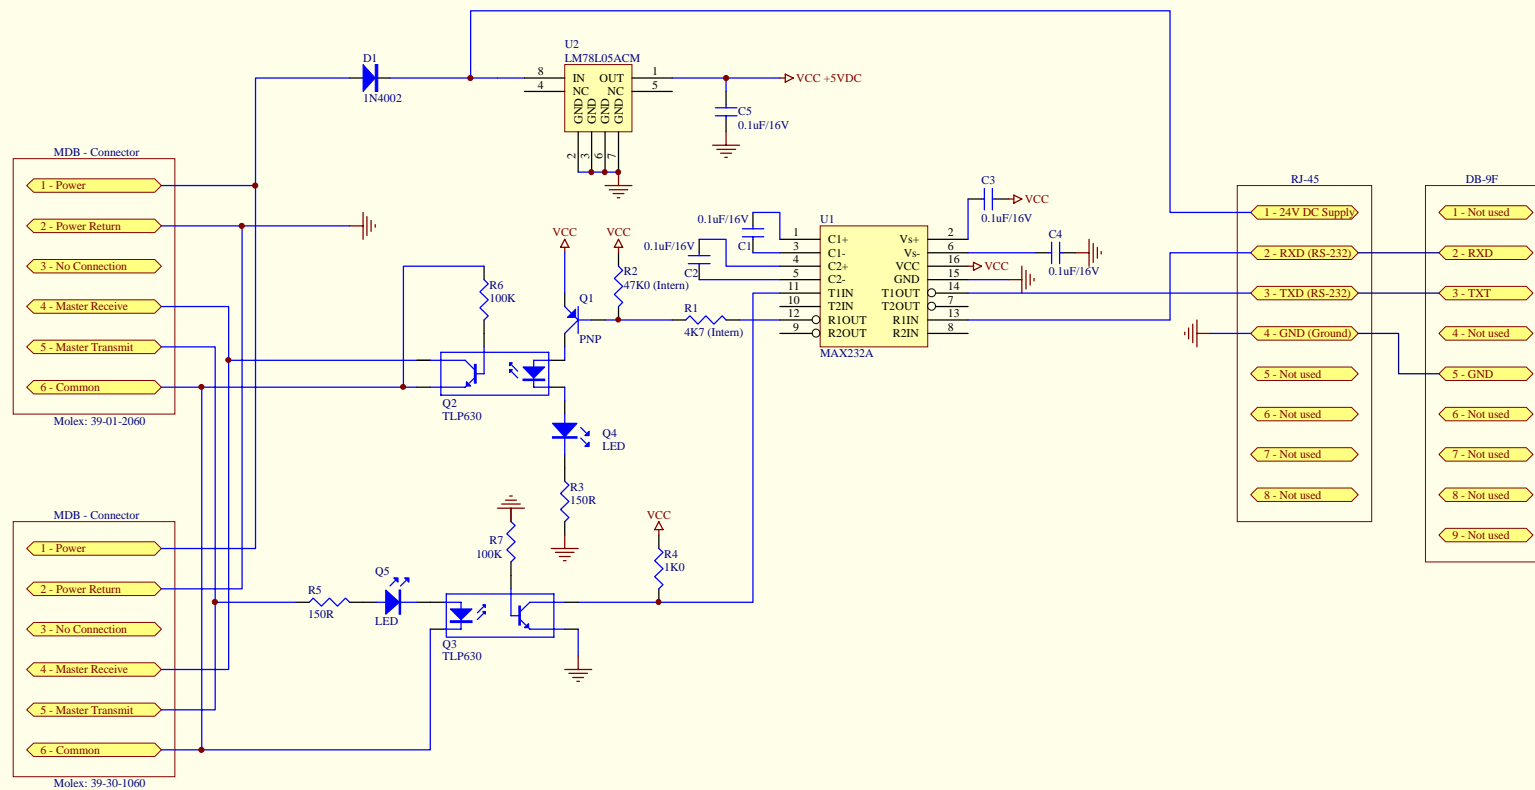 D1
1N4002
U2
LM78L05ACM
8 IN OUT 1
4 NC NC 5
GND GND GND GND
2 3 6 7
VCC +5VDC
C5
0.1uF/16V
MDB - Connector
1 - Power
2 - Power Return
3 - No Connection
4 - Master Receive
5 - Master Transmit
6 - Common
Molex: 39-01-2060
R6
100K
VCC
Q1
PNP
VCC
R2
47K0 (Intern)
R1
4K7 (Intern)
Q2
TLP630
Q4
LED
R3
150R
0.1uF/16V
C1
0.1uF/16V
C2
U1
1 C1+ Vs+ 2
3 C1- Vs- 6
4 C2+ VCC 16
5 C2- GND 15
11 T1IN T1OUT 14
10 T2IN T2OUT 7
12 R1OUT R1IN 13
9 R2OUT R2IN 8
MAX232A
C3
0.1uF/16V
VCC
C4
0.1uF/16V
VCC
RJ-45
1 - 24V DC Supply
2 - RXD (RS-232)
3 - TXD (RS-232)
4 - GND (Ground)
5 - Not used
6 - Not used
7 - Not used
8 - Not used
DB-9F
1 - Not used
2 - RXD
3 - TXT
4 - Not used
5 - GND
6 - Not used
7 - Not used
8 - Not used
9 - Not used
MDB - Connector
1 - Power
2 - Power Return
3 - No Connection
4 - Master Receive
5 - Master Transmit
6 - Common
Molex: 39-30-1060
R5
150R
Q5
LED
R7
100K
Q3
TLP630
VCC
R4
1K0